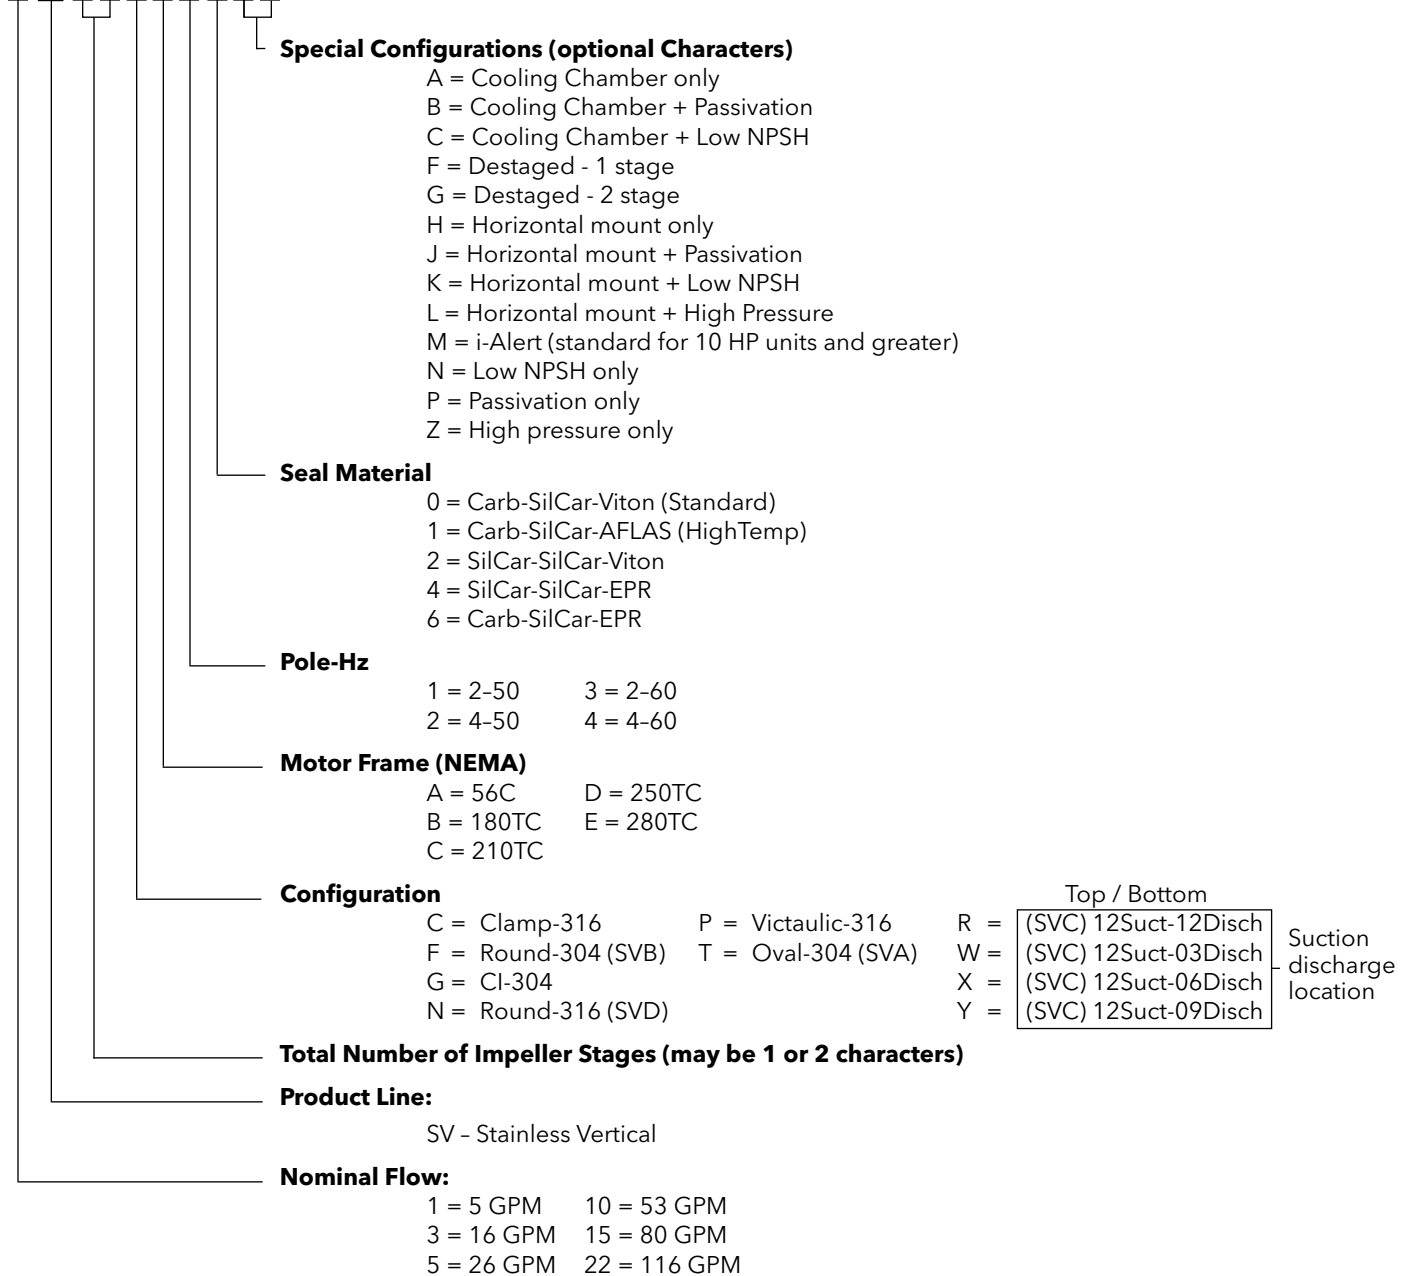 Special Configurations (optional Characters)
A = Cooling Chamber only
B = Cooling Chamber + Passivation
C = Cooling Chamber + Low NPSH
F = Destaged - 1 stage
G = Destaged - 2 stage
H = Horizontal mount only
J = Horizontal mount + Passivation
K = Horizontal mount + Low NPSH
L = Horizontal mount + High Pressure
M = i-Alert (standard for 10 HP units and greater)
N = Low NPSH only
P = Passivation only
Z = High pressure only
Seal Material
0 = Carb-SilCar-Viton (Standard)
1 = Carb-SilCar-AFLAS (HighTemp)
2 = SilCar-SilCar-Viton
4 = SilCar-SilCar-EPR
6 = Carb-SilCar-EPR
Pole-Hz
1 = 2–50 3 = 2–60
2 = 4–50 4 = 4–60
Motor Frame (NEMA)
A = 56C D = 250TC
B = 180TC E = 280TC
C = 210TC
Configuration Top / Bottom
C = Clamp-316 P = Victaulic-316 R = (SVC) 12Suct-12Disch
F = Round-304 (SVB) T = Oval-304 (SVA) W = (SVC) 12Suct-03Disch
G = CI-304 X = (SVC) 12Suct-06Disch
N = Round-316 (SVD) Y = (SVC) 12Suct-09Disch
Suction
discharge
location
Total Number of Impeller Stages (may be 1 or 2 characters)
Product Line:
SV – Stainless Vertical
Nominal Flow:
1 = 5 GPM 10 = 53 GPM
3 = 16 GPM 15 = 80 GPM
5 = 26 GPM 22 = 116 GPM